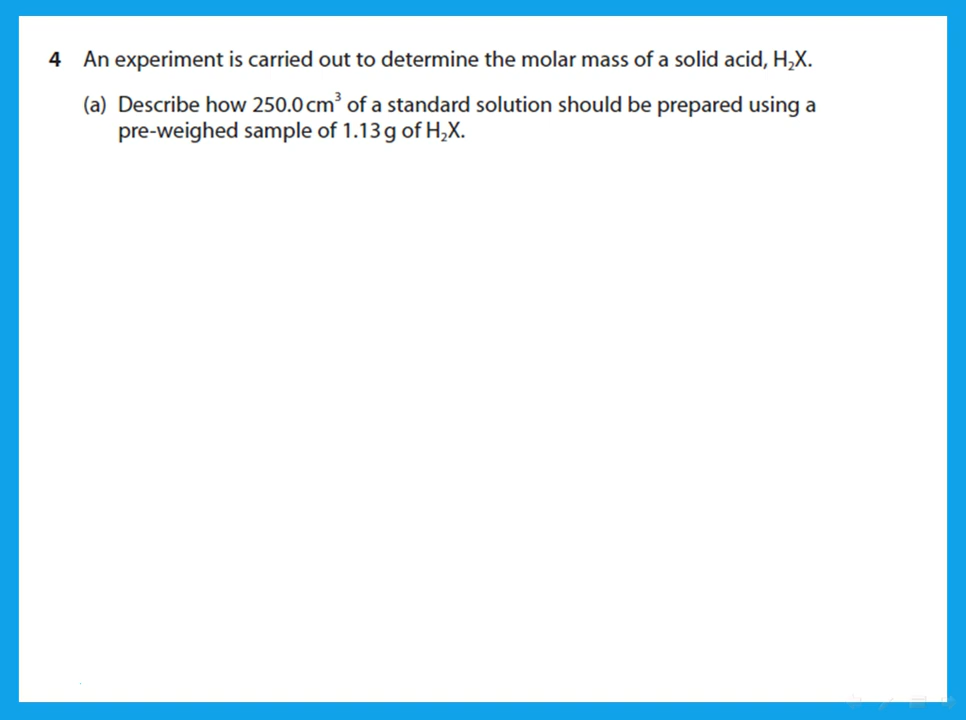 4 An experiment is carried out to determine the molar mass of a solid acid, H₂X.
(a) Describe how 250.0 cm³ of a standard solution should be prepared using a
pre-weighed sample of 1.13 g of H₂X.